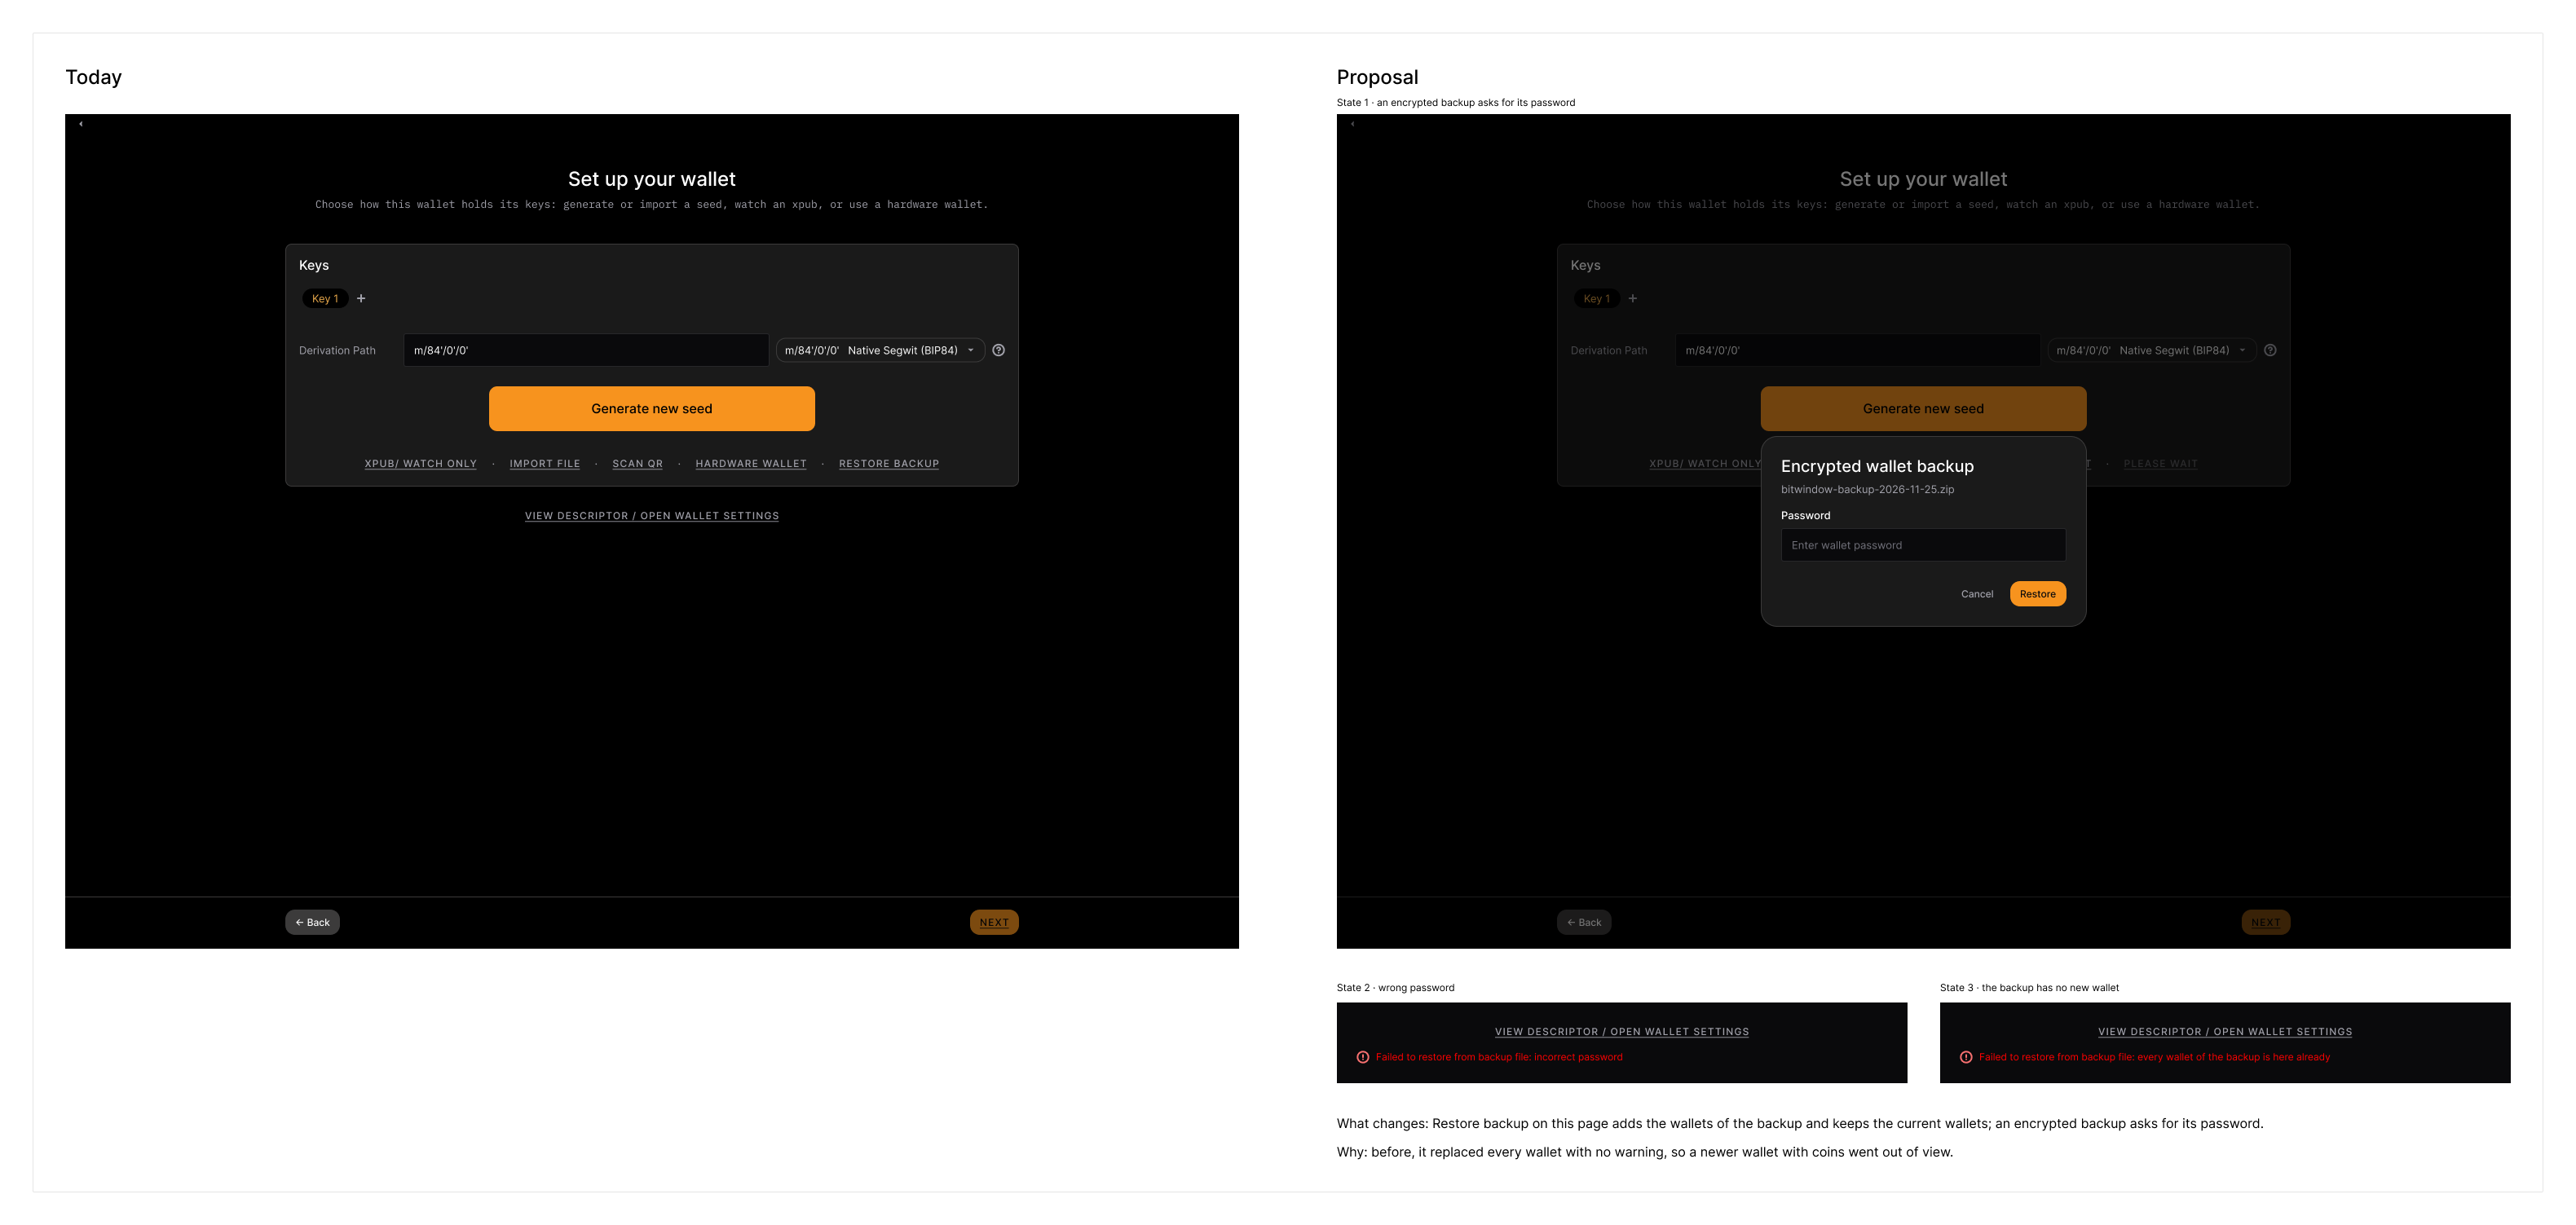 Today
Set up your wallet
Choose how this wallet holds its keys: generate or import a seed, watch an xpub, or use a hardware wallet.
Keys
Key 1 +
Derivation Path m/84'/0'/0' m/84'/0'/0' Native Segwit (BIP84)
Generate new seed
XPUB/ WATCH ONLY · IMPORT FILE · SCAN QR · HARDWARE WALLET · RESTORE BACKUP
VIEW DESCRIPTOR / OPEN WALLET SETTINGS
← Back NEXT
Proposal
State 1 · an encrypted backup asks for its password
Set up your wallet
Choose how this wallet holds its keys: generate or import a seed, watch an xpub, or use a hardware wallet.
Keys
Key 1 +
Derivation Path m/84'/0'/0' m/84'/0'/0' Native Segwit (BIP84)
Generate new seed
XPUB/ WATCH ONLY T · PLEASE WAIT
Encrypted wallet backup
bitwindow-backup-2026-11-25.zip
Password
Enter wallet password
Cancel Restore
← Back NEXT
State 2 · wrong password
VIEW DESCRIPTOR / OPEN WALLET SETTINGS
Failed to restore from backup file: incorrect password
State 3 · the backup has no new wallet
VIEW DESCRIPTOR / OPEN WALLET SETTINGS
Failed to restore from backup file: every wallet of the backup is here already
What changes: Restore backup on this page adds the wallets of the backup and keeps the current wallets; an encrypted backup asks for its password.
Why: before, it replaced every wallet with no warning, so a newer wallet with coins went out of view.